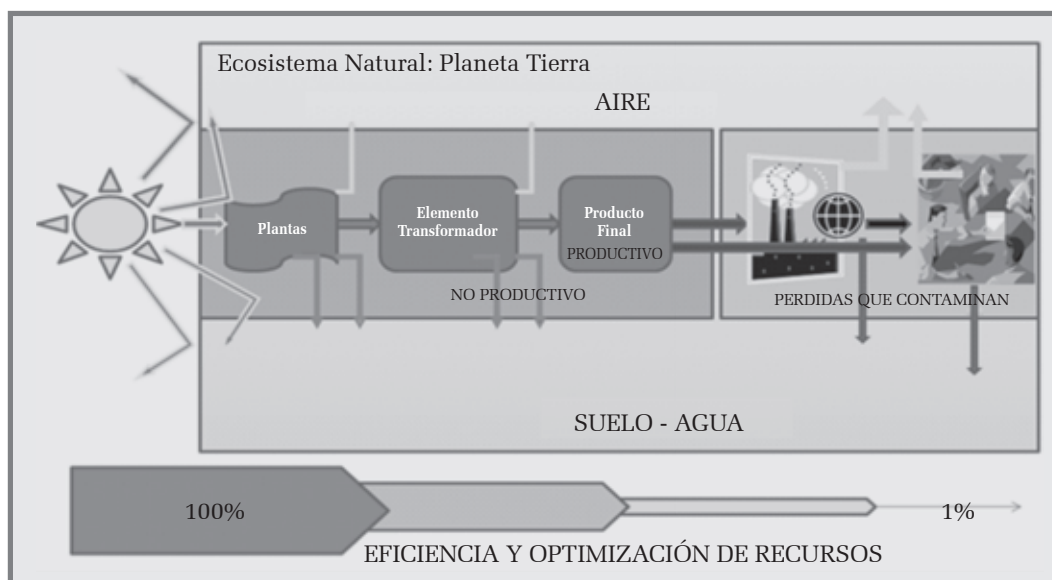 Ecosistema Natural: Planeta Tierra
AIRE
Plantas
Elemento
Transformador
Producto
Final
PRODUCTIVO
NO PRODUCTIVO
PERDIDAS QUE CONTAMINAN
SUELO - AGUA
100%
1%
EFICIENCIA Y OPTIMIZACIÓN DE RECURSOS